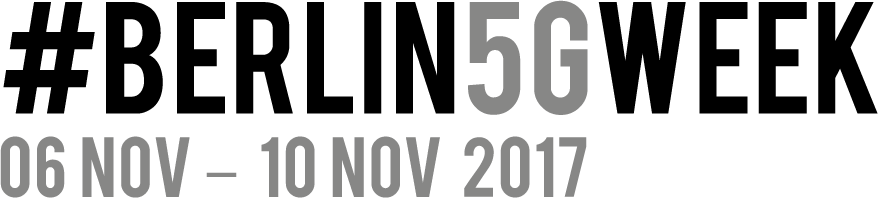 #BERLIN5GWEEK
06 NOV – 10 NOV 2017